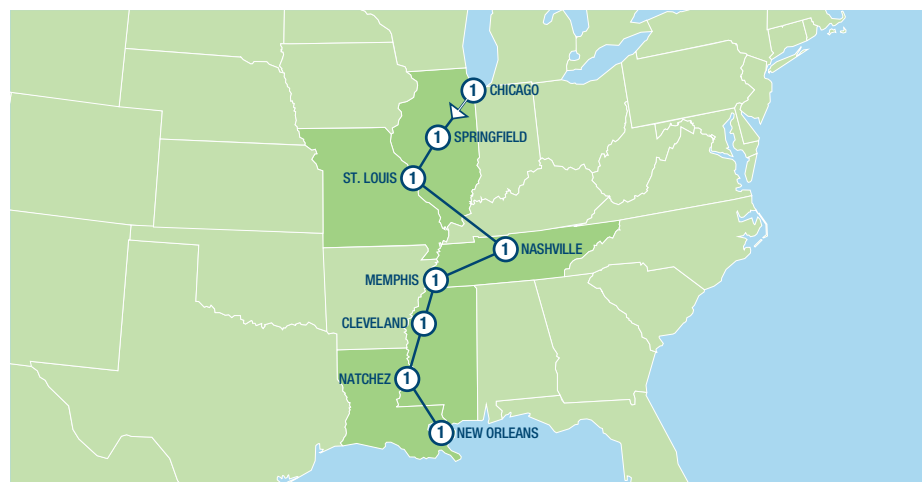 1 CHICAGO
1 SPRINGFIELD
ST. LOUIS 1
1 NASHVILLE
MEMPHIS 1
CLEVELAND 1
NATCHEZ 1
1 NEW ORLEANS